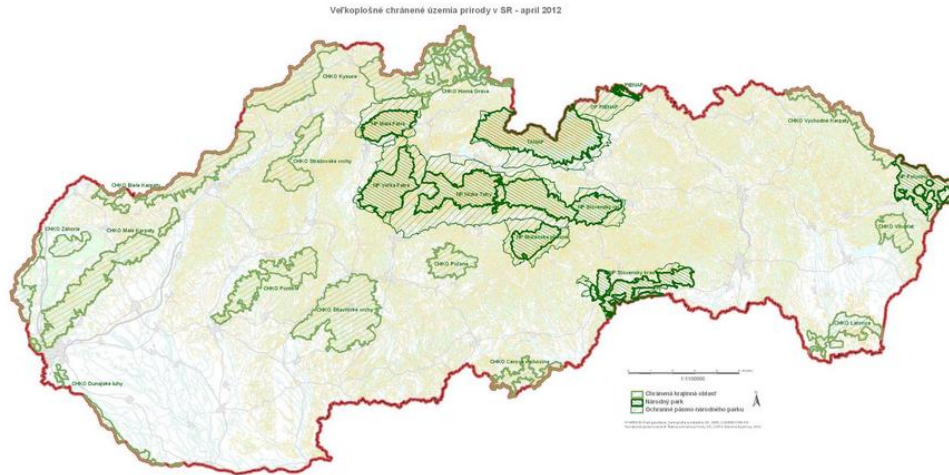 Veľkoplošné chránené územia prírody v SR - apríl 2012
CHKO Kysuce
CHKO Horná Orava
PIENAP
OP PIENAP
CHKO Východné Karpaty
NP Malá Fatra
TANAP
CHKO Strážovské vrchy
NP Veľká Fatra
NP Nízke Tatry
NP Slovenský
NP Poloniny
CHKO Biele Karpaty
CHKO Záhorie
CHKO Malé Karpaty
CHKO Vihorlat
NP Muránska
CHKO Poľana
CHKO Ponitrie
CHKO Štiavnické vrchy
NP Slovenský kras
CHKO Latorica
CHKO Cerová vrchovina
CHKO Dunajské luhy
1:1100000
Chránená krajinná oblasť
Národný park
Ochranné pásmo národného parku